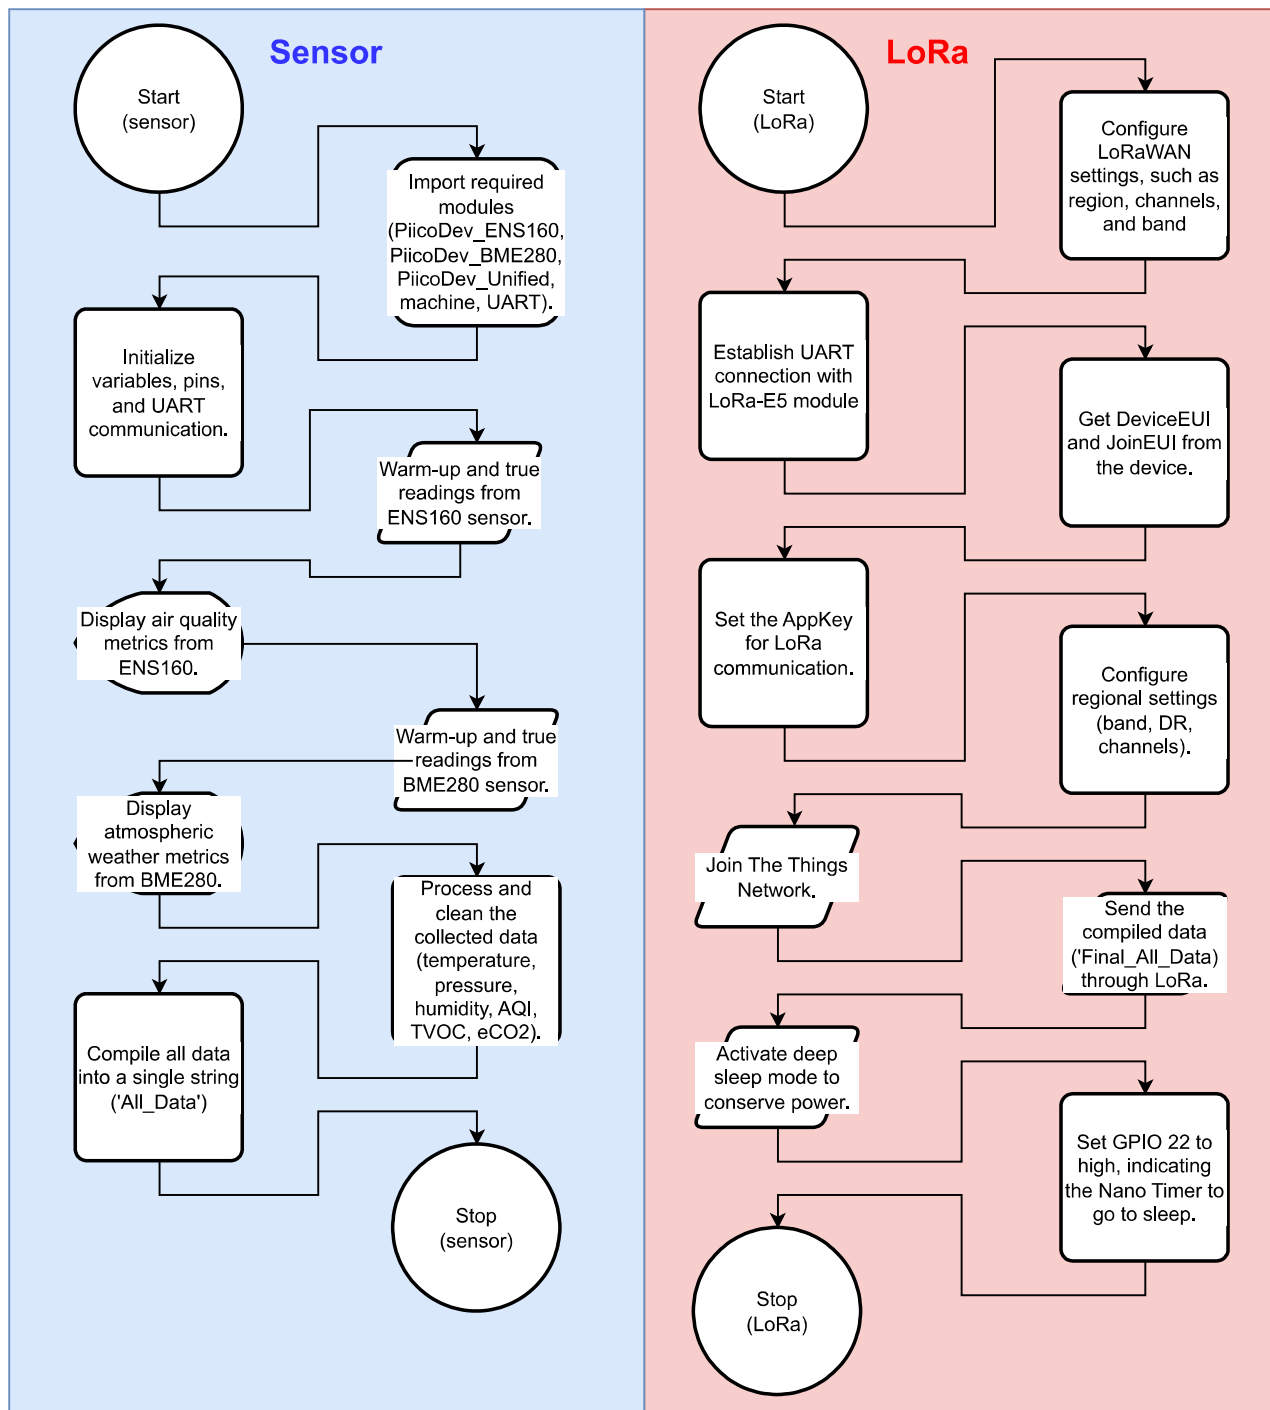 Sensor
Start
(sensor)
Import required
modules
(PiicoDev_ENS160,
PiicoDev_BME280,
PiicoDev_Unified,
machine, UART).
Initialize
variables, pins,
and UART
communication.
Warm-up and true
readings from
ENS160 sensor.
Display air quality
metrics from
ENS160.
Warm-up and true
readings from
BME280 sensor.
Display
atmospheric
weather metrics
from BME280.
Process and
clean the
collected data
(temperature,
pressure,
humidity, AQI,
TVOC, eCO2).
Compile all data
into a single string
('All_Data')
Stop
(sensor)
LoRa
Start
(LoRa)
Configure
LoRaWAN
settings, such as
region, channels,
and band
Establish UART
connection with
LoRa-E5 module
Get DeviceEUI
and JoinEUI from
the device.
Set the AppKey
for LoRa
communication.
Configure
regional settings
(band, DR,
channels).
Join The Things
Network.
Send the
compiled data
('Final_All_Data)
through LoRa.
Activate deep
sleep mode to
conserve power.
Set GPIO 22 to
high, indicating
the Nano Timer to
go to sleep.
Stop
(LoRa)